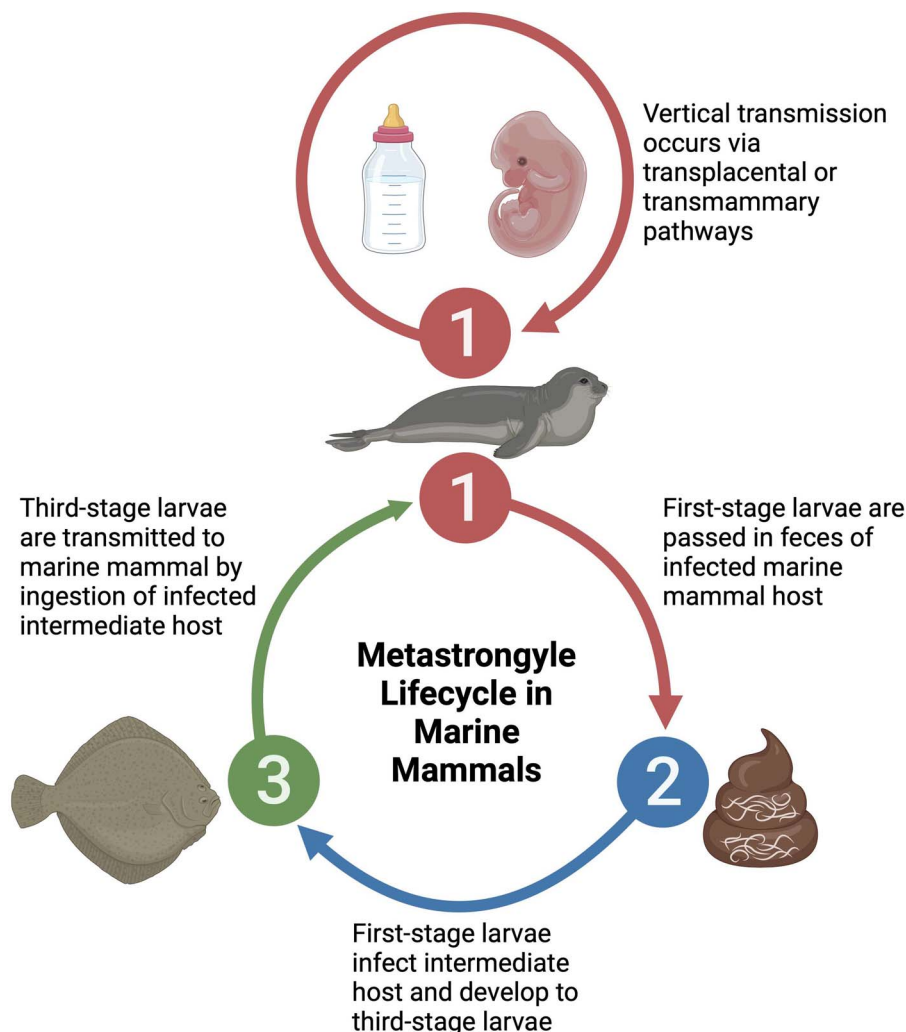 Vertical transmission
occurs via
transplacental or
transmammary
pathways
1
1
Third-stage larvae
are transmitted to
marine mammal by
ingestion of infected
intermediate host
First-stage larvae are
passed in feces of
infected marine
mammal host
Metastrongyle
Lifecycle in
Marine
Mammals
3
2
First-stage larvae
infect intermediate
host and develop to
third-stage larvae